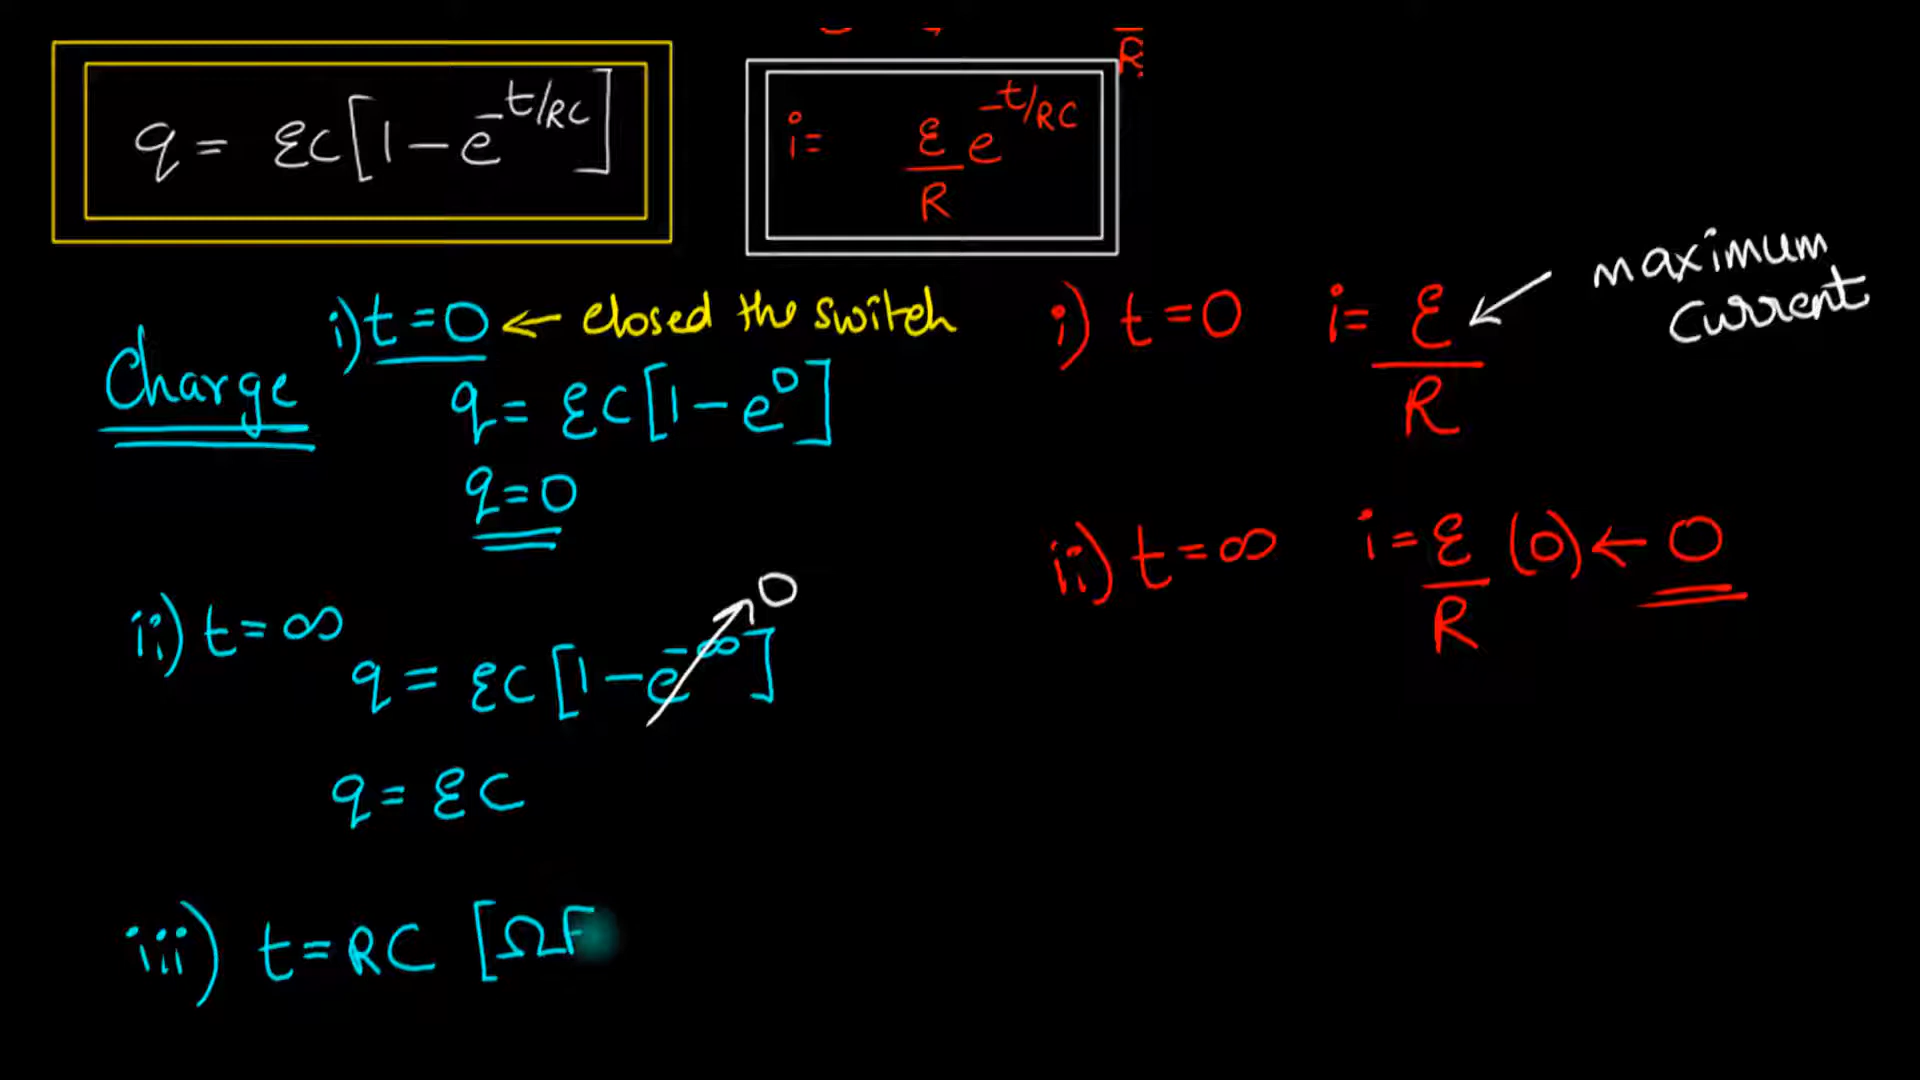 q = εC[1 - e^-t/RC]
R
i = ε/R e^-t/RC
Charge
i) t = 0 ← closed the switch
q = εC[1 - e^0]
q = 0
ii) t = ∞
q = εC[1 - e^-∞] 0
q = εC
iii) t = RC [ΩF
i) t = 0 i = ε/R
maximum
current
ii) t = ∞ i = ε/R (0) ← 0